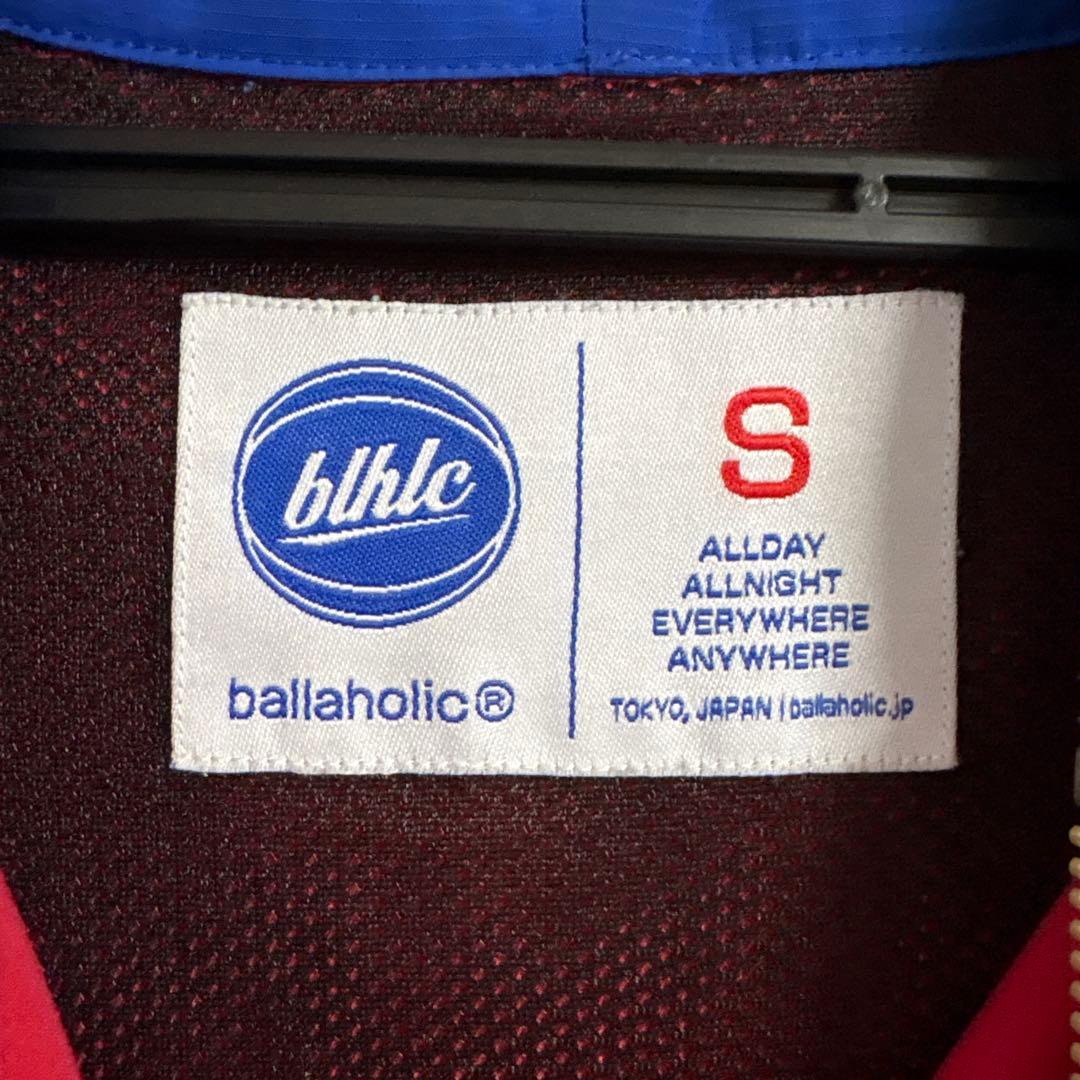 blhlc
ballaholic®
S
ALLDAY
ALLNIGHT
EVERYWHERE
ANYWHERE
TOKYO, JAPAN / ballaholic.jp